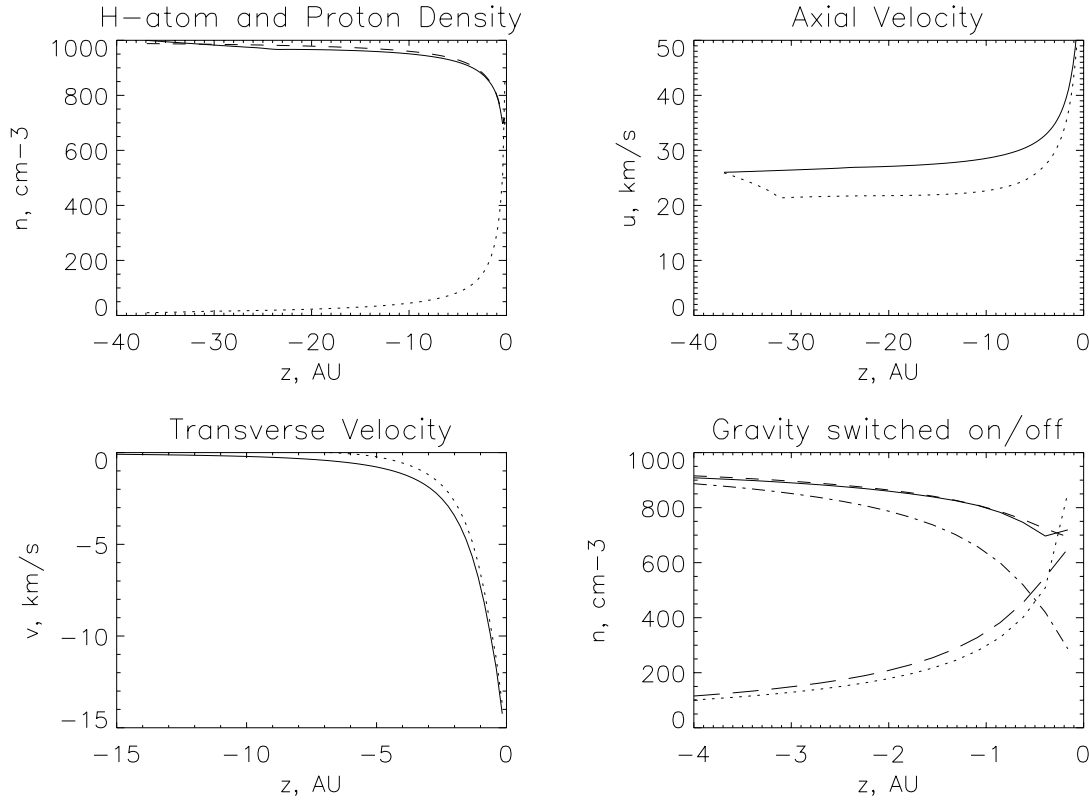 H-atom and Proton Density
1000
800
600
400
200
0
n, cm-3
-40 -30 -20 -10 0
z, AU
Axial Velocity
50
40
30
20
10
0
u, km/s
-40 -30 -20 -10 0
z, AU
Transverse Velocity
0
-5
-10
-15
v, km/s
-15 -10 -5 0
z, AU
Gravity switched on/off
1000
800
600
400
200
0
n, cm-3
-4 -3 -2 -1 0
z, AU